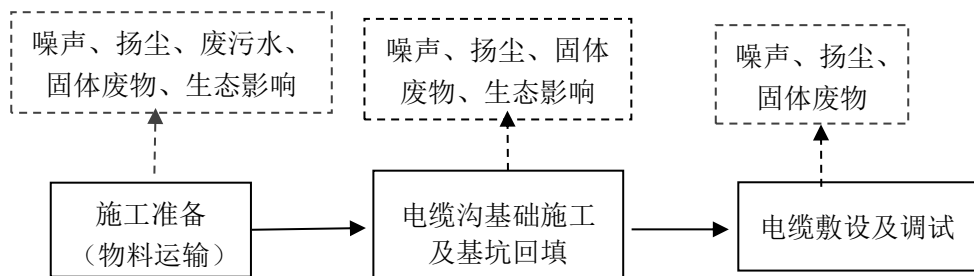 噪声、扬尘、废污水、
固体废物、生态影响
噪声、扬尘、固体
废物、生态影响
噪声、扬尘、
固体废物
施工准备
（物料运输）
电缆沟基础施工
及基坑回填
电缆敷设及调试